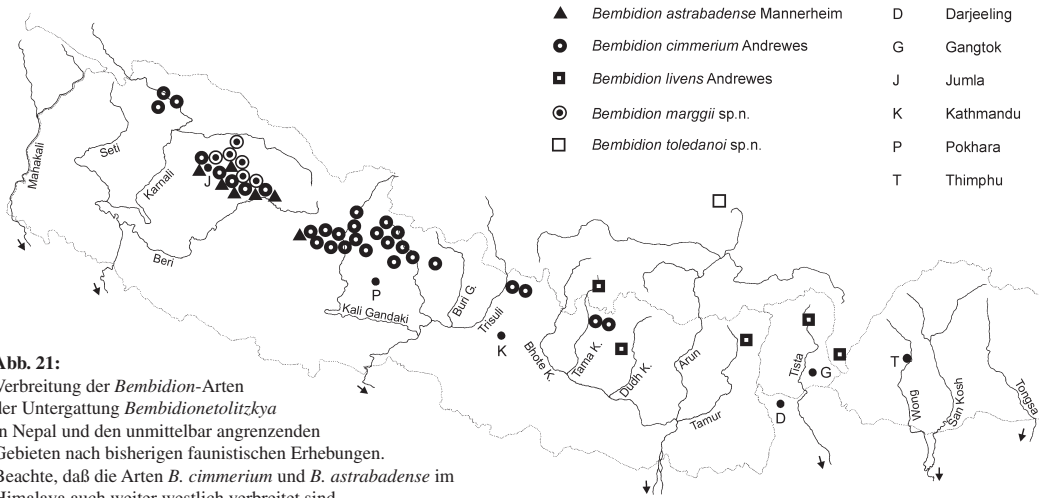 Bembidion astrabadense Mannerheim
Bembidion cimmerium Andrewes
Bembidion livens Andrewes
Bembidion marggii sp.n.
Bembidion toledanoi sp.n.
D Darjeeling
G Gangtok
J Jumla
K Kathmandu
P Pokhara
T Thimphu
Mahakali
Seti
Karnali
J
Beri
P
Kali Gandaki
Buri G.
Trisuli
K
Bhote K.
Tama K.
Dudh K.
Arun
Tamur
Tista
G
D
T
Wong
San Kosh
Tongsa
Abb. 21:
Verbreitung der Bembidion-Arten
der Untergattung Bembidionetolitzkya
in Nepal und den unmittelbar angrenzenden
Gebieten nach bisherigen faunistischen Erhebungen.
Beachte, daß die Arten B. cimmerium und B. astrabadense im
Himalaya auch weiter westlich verbreitet sind.